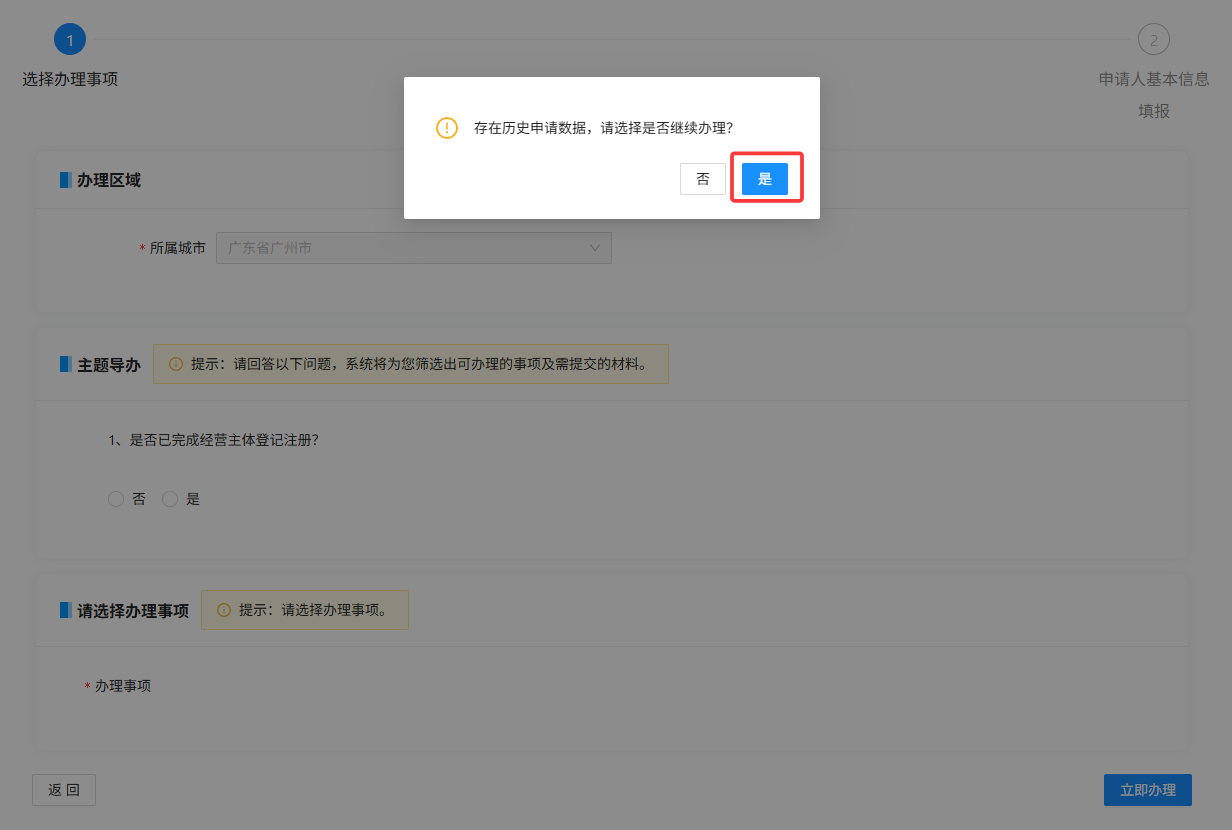 1
2
选择办理事项
申请人基本信息
填报
存在历史申请数据，请选择是否继续办理？
否
是
办理区域
* 所属城市
广东省广州市
主题导办
提示：请回答以下问题，系统将为您筛选出可办理的事项及需提交的材料。
1、是否已完成经营主体登记注册？
否
是
请选择办理事项
提示：请选择办理事项。
* 办理事项
返 回
立即办理